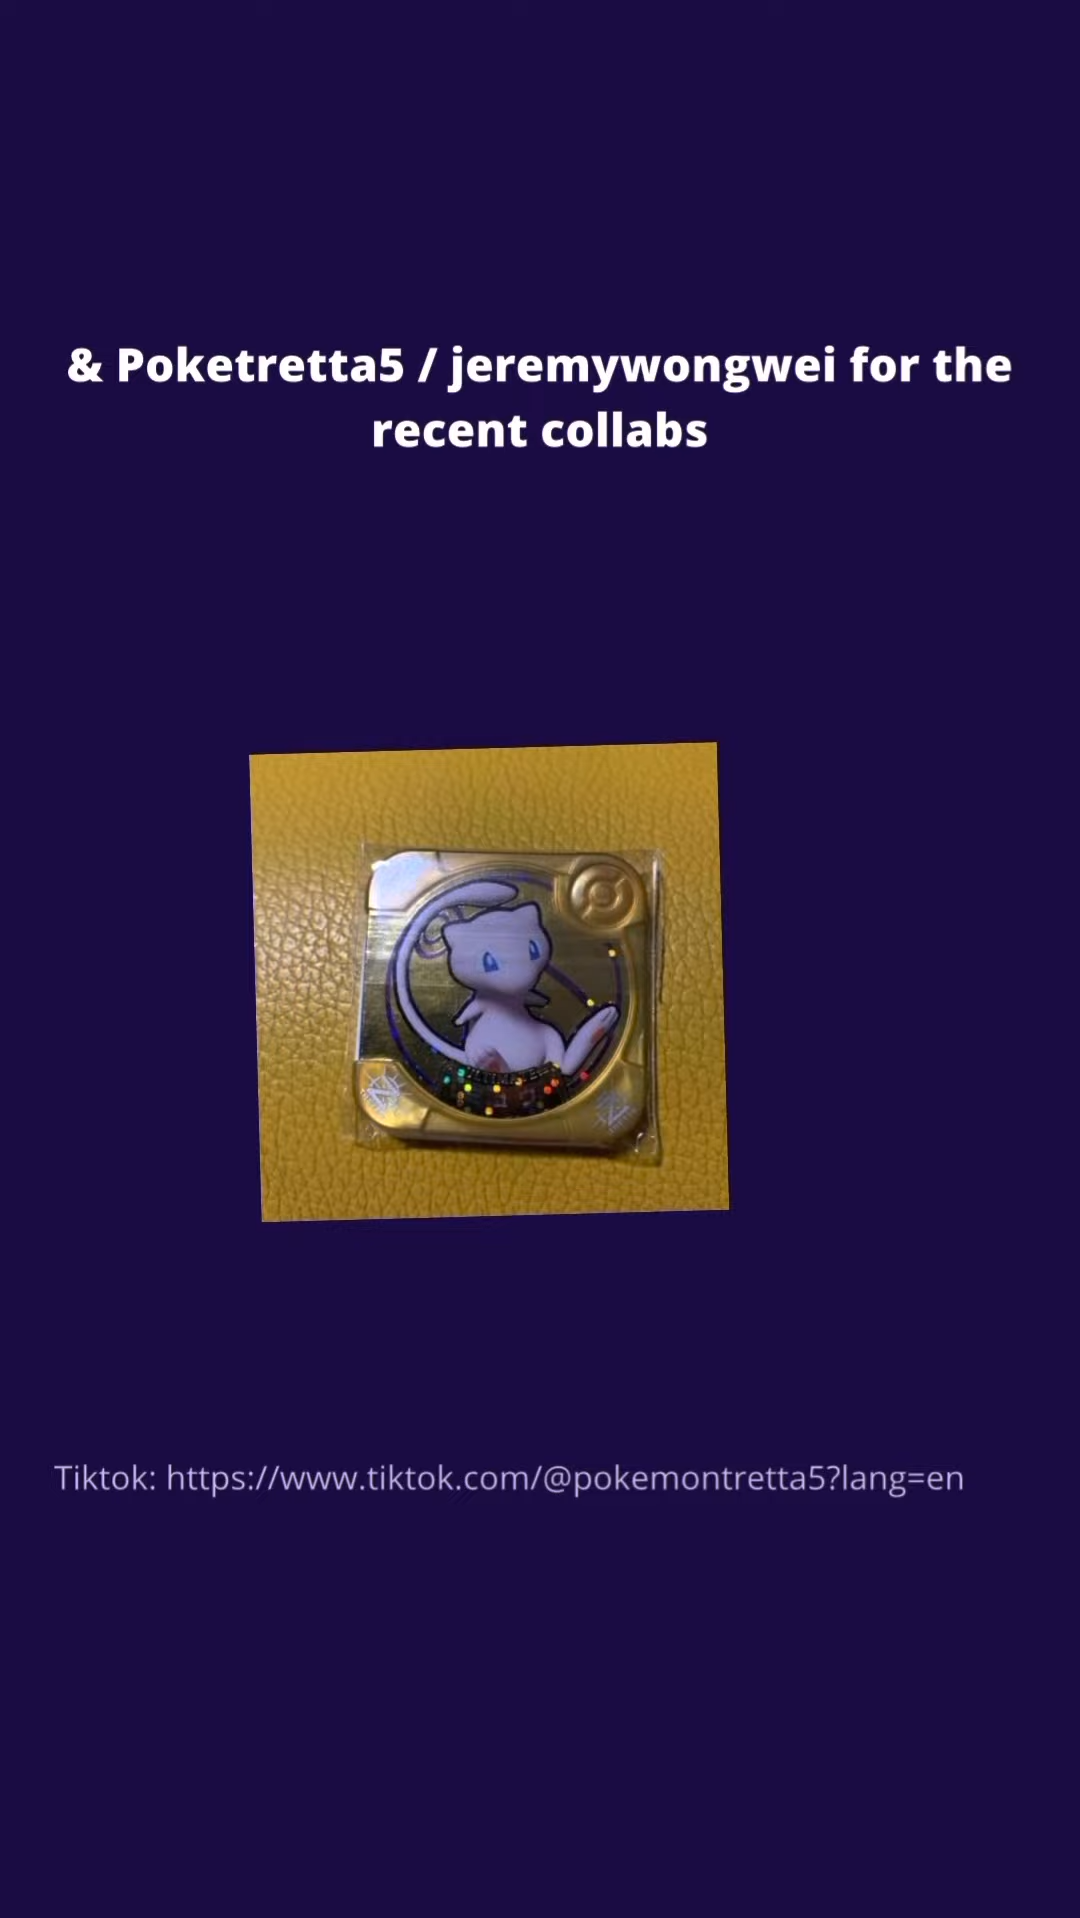 & Poketretta5 / jeremywongwei for the
recent collabs
Tiktok: https://www.tiktok.com/@pokemontretta5?lang=en